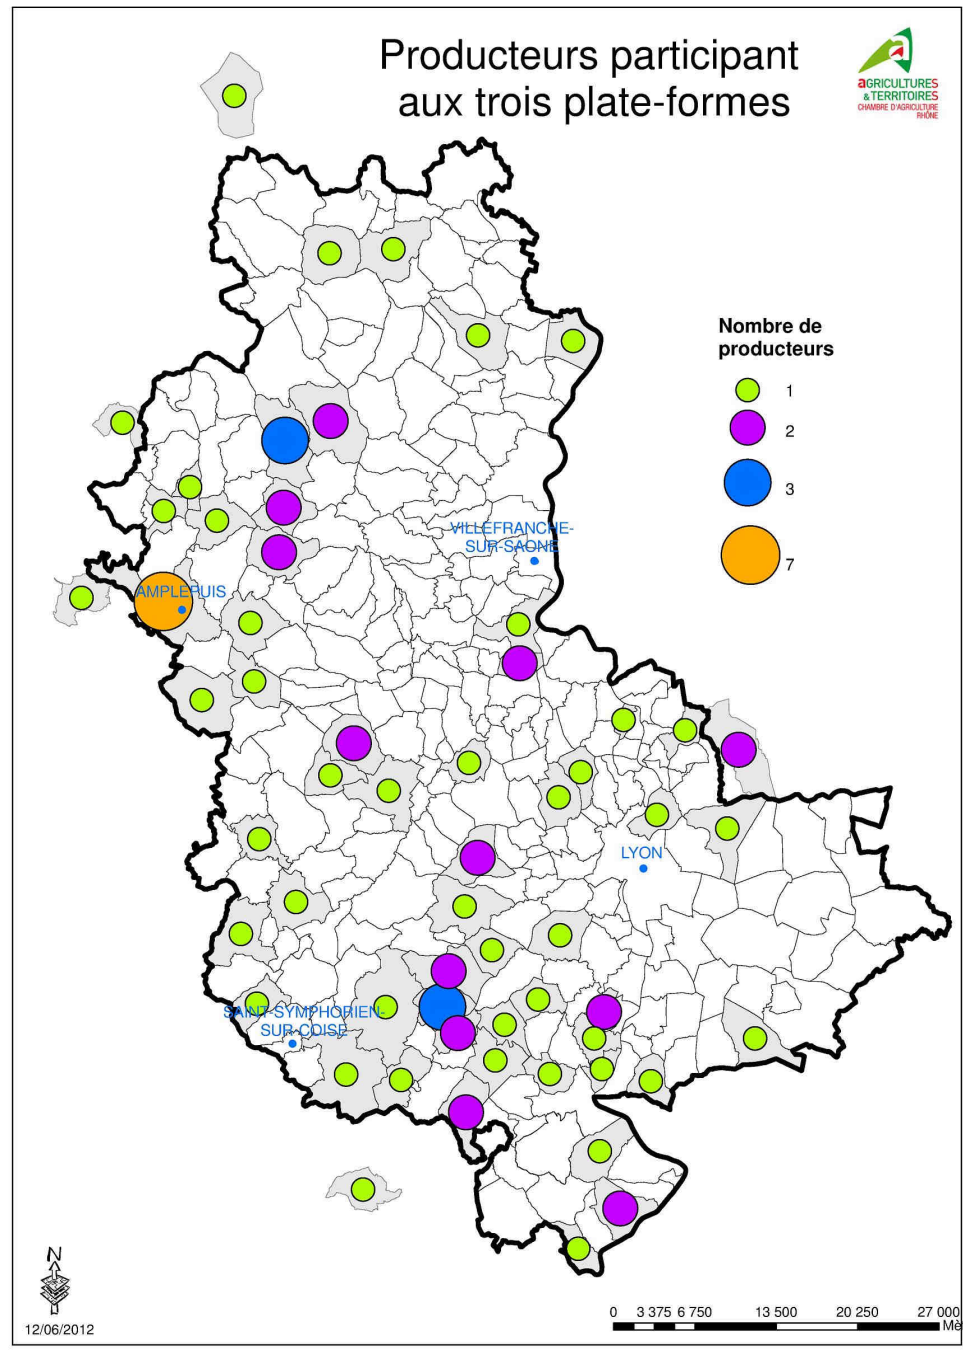 Producteurs participant
aux trois plate-formes
aGRICULTURES
& TERRITOIRES
CHAMBRE D'AGRICULTURE
RHÔNE
Nombre de
producteurs
1
2
3
7
VILLEFRANCHE-
SUR-SAONE
AMPLEPUIS
LYON
SAINT-SYMPHORIEN-
SUR-COISE
N
12/06/2012
0 3 375 6 750 13 500 20 250 27 000
Mè